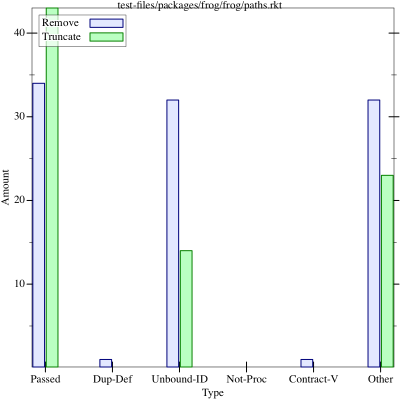 test-files/packages/frog/frog/paths.rkt
Remove
Truncate
40
30
20
10
Amount
Passed Dup-Def Unbound-ID Not-Proc Contract-V Other
Type